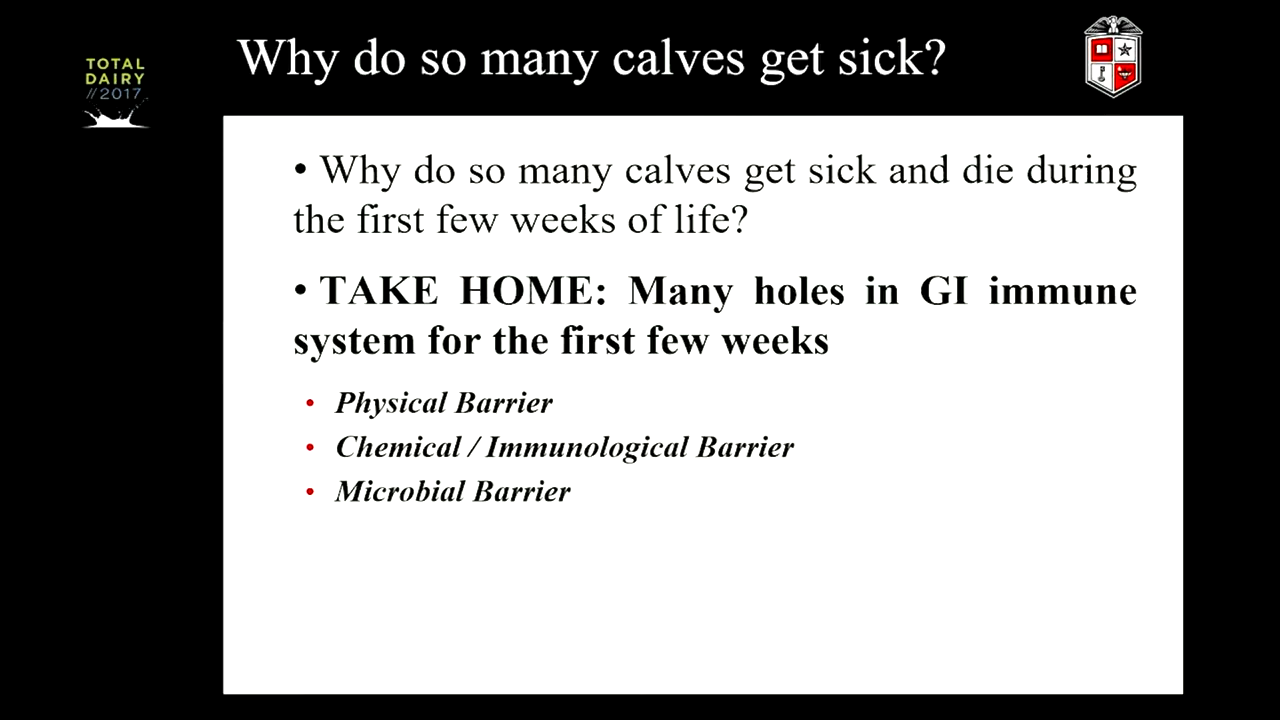 Why do so many calves get sick?
TOTAL
DAIRY
//2017
• Why do so many calves get sick and die during
the first few weeks of life?
• TAKE HOME: Many holes in GI immune
system for the first few weeks
• Physical Barrier
• Chemical / Immunological Barrier
• Microbial Barrier